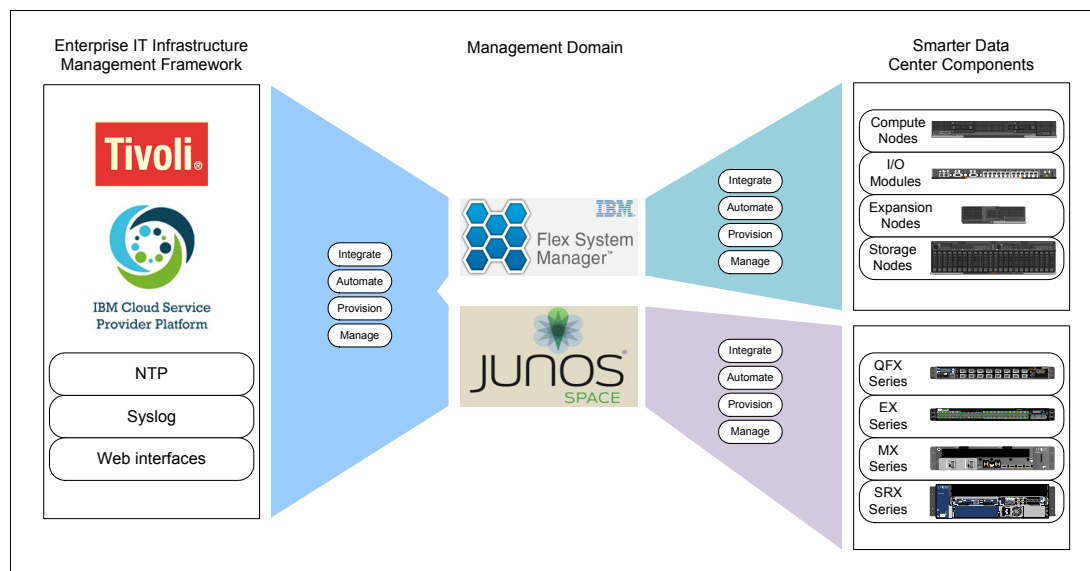 Enterprise IT Infrastructure
Management Framework
Management Domain
Smarter Data
Center Components
Tivoli®
IBM Cloud Service
Provider Platform
NTP
Syslog
Web interfaces
Integrate
Automate
Provision
Manage
IBM
Flex System
Manager™
JUNOS®
SPACE
Integrate
Automate
Provision
Manage
Integrate
Automate
Provision
Manage
Compute
Nodes
I/O
Modules
Expansion
Nodes
Storage
Nodes
QFX
Series
EX
Series
MX
Series
SRX
Series